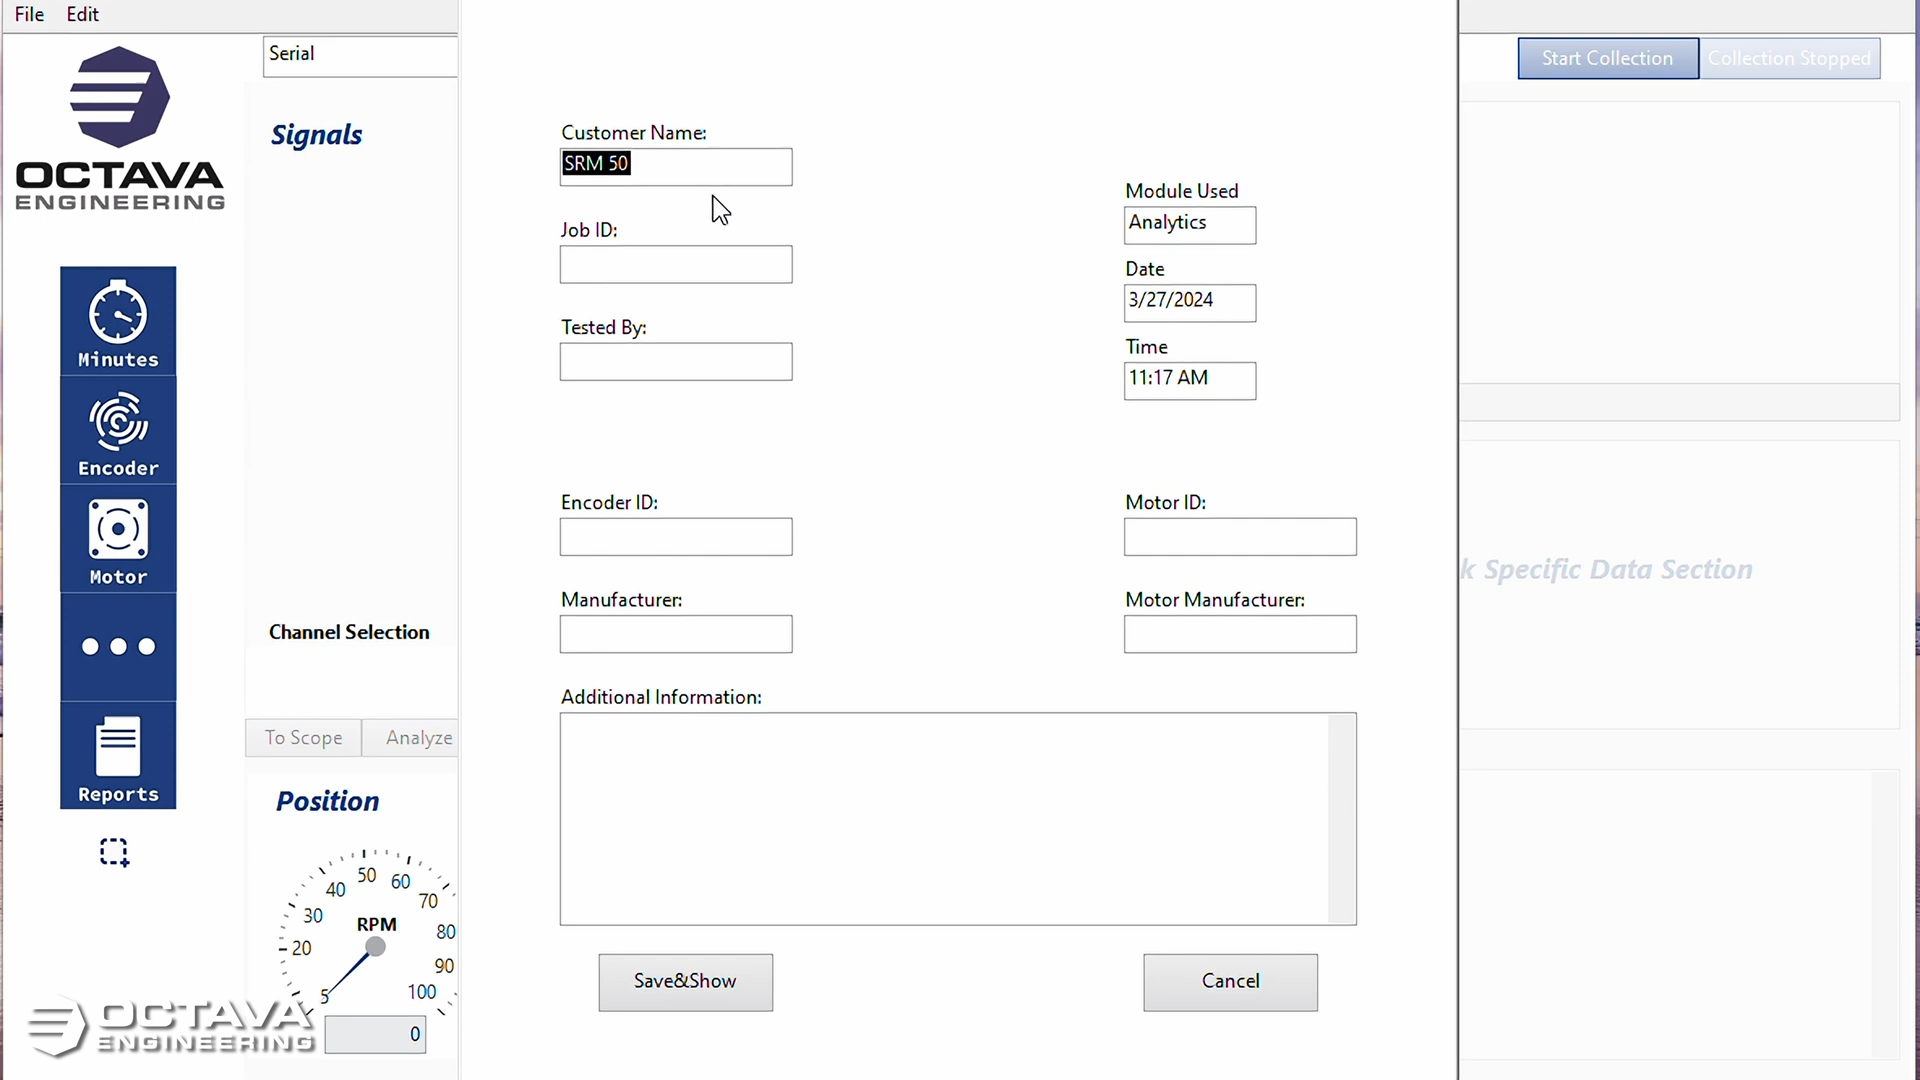 File Edit
OCTAVA
ENGINEERING
Minutes
Encoder
Motor
Reports
Serial
Signals
Channel Selection
To Scope Analyze
Position
5 20 30 40 50 60 70 80 90 100
RPM
0
OCTAVA
ENGINEERING
Customer Name:
SRM 50
Job ID:
Tested By:
Module Used
Analytics
Date
3/27/2024
Time
11:17 AM
Encoder ID:
Motor ID:
Manufacturer:
Motor Manufacturer:
Additional Information:
Save&Show
Cancel
Start Collection Collection Stopped
k Specific Data Section